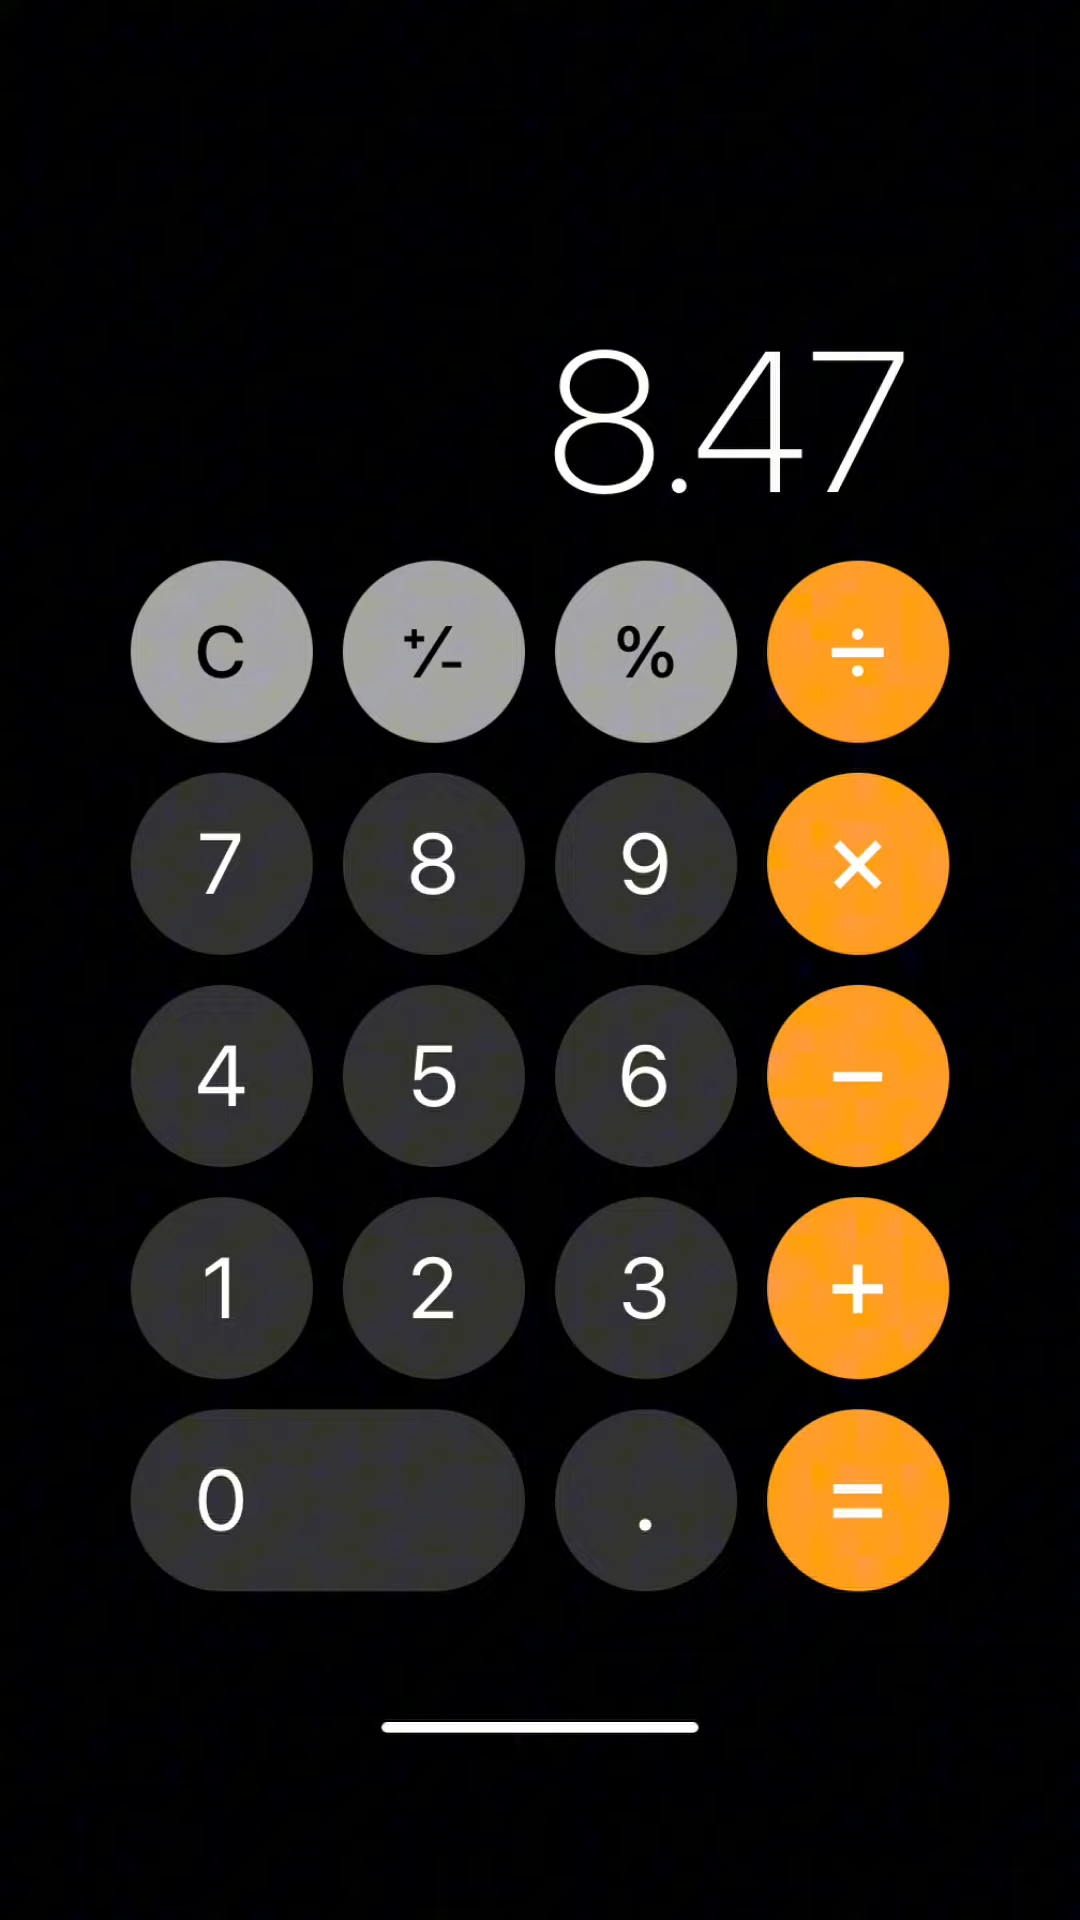 8.47
C ⁺∕₋ % ÷
7 8 9 ×
4 5 6 −
1 2 3 +
0 . =